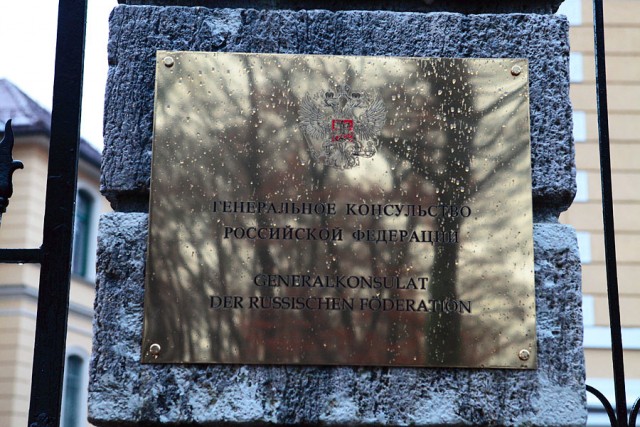 ГЕНЕРАЛЬНОЕ КОНСУЛЬСТВО
РОССИЙСКОЙ ФЕДЕРАЦИИ
GENERALKONSULAT
DER RUSSISCHEN FÖDERATION